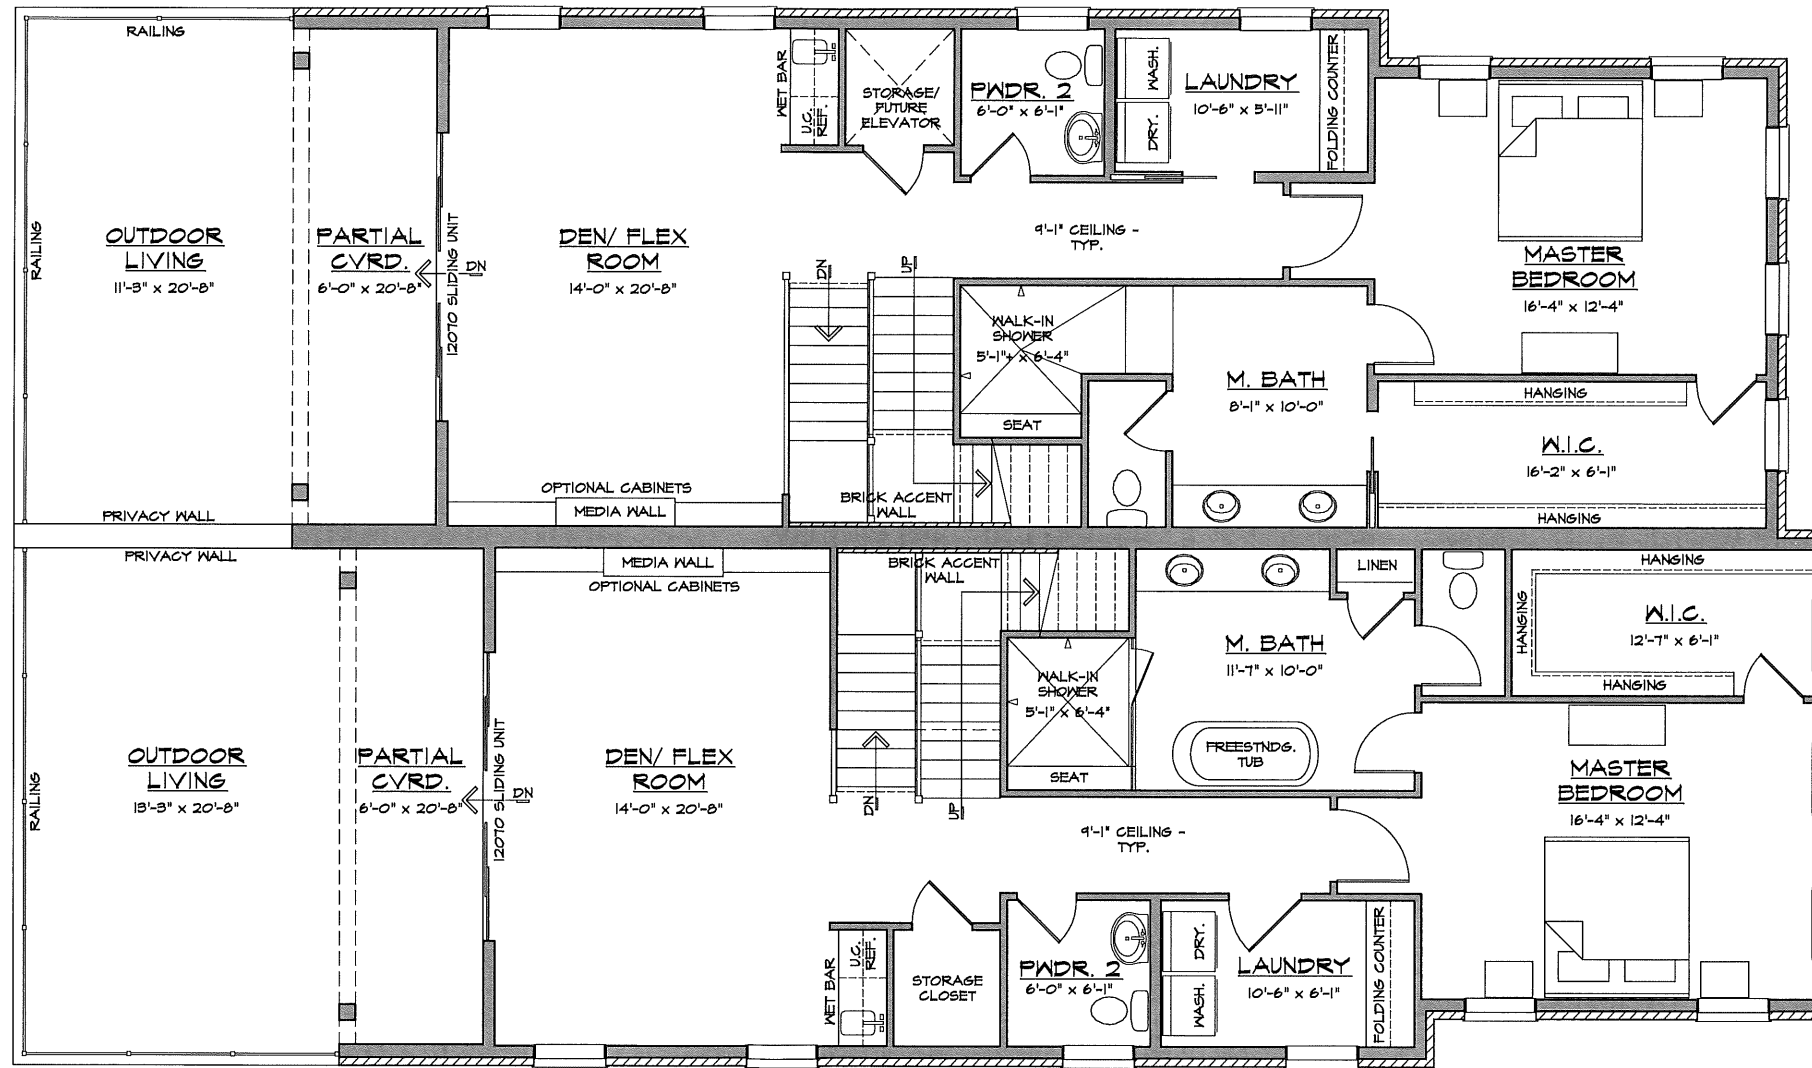 RAILING
RAILING
OUTDOOR
LIVING
11'-3" x 20'-8"
PRIVACY WALL
PARTIAL
CVRD.
6'-0" x 20'-8"
DN
12070 SLIDING UNIT
DEN/ FLEX
ROOM
14'-0" x 20'-8"
OPTIONAL CABINETS
MEDIA WALL
WET BAR
U.C.
REF.
STORAGE/
FUTURE
ELEVATOR
PWDR. 2
6'-0" x 6'-1"
WASH.
DRY.
LAUNDRY
10'-6" x 5'-11"
FOLDING COUNTER
9'-1" CEILING -
TYP.
DN
UP
WALK-IN
SHOWER
5'-1"+ x 6'-4"
SEAT
BRICK ACCENT
WALL
M. BATH
8'-1" x 10'-0"
MASTER
BEDROOM
16'-4" x 12'-4"
HANGING
W.I.C.
16'-2" x 6'-1"
HANGING
PRIVACY WALL
RAILING
OUTDOOR
LIVING
13'-3" x 20'-8"
PARTIAL
CVRD.
6'-0" x 20'-8"
DN
12070 SLIDING UNIT
MEDIA WALL
OPTIONAL CABINETS
DEN/ FLEX
ROOM
14'-0" x 20'-8"
BRICK ACCENT
WALL
DN
UP
WALK-IN
SHOWER
5'-1" x 6'-4"
SEAT
M. BATH
11'-7" x 10'-0"
LINEN
FREESTNDG.
TUB
HANGING
HANGING
W.I.C.
12'-7" x 6'-1"
HANGING
MASTER
BEDROOM
16'-4" x 12'-4"
9'-1" CEILING -
TYP.
WET BAR
U.C.
REF.
STORAGE
CLOSET
PWDR. 2
6'-0" x 6'-1"
DRY.
WASH.
LAUNDRY
10'-6" x 6'-1"
FOLDING COUNTER